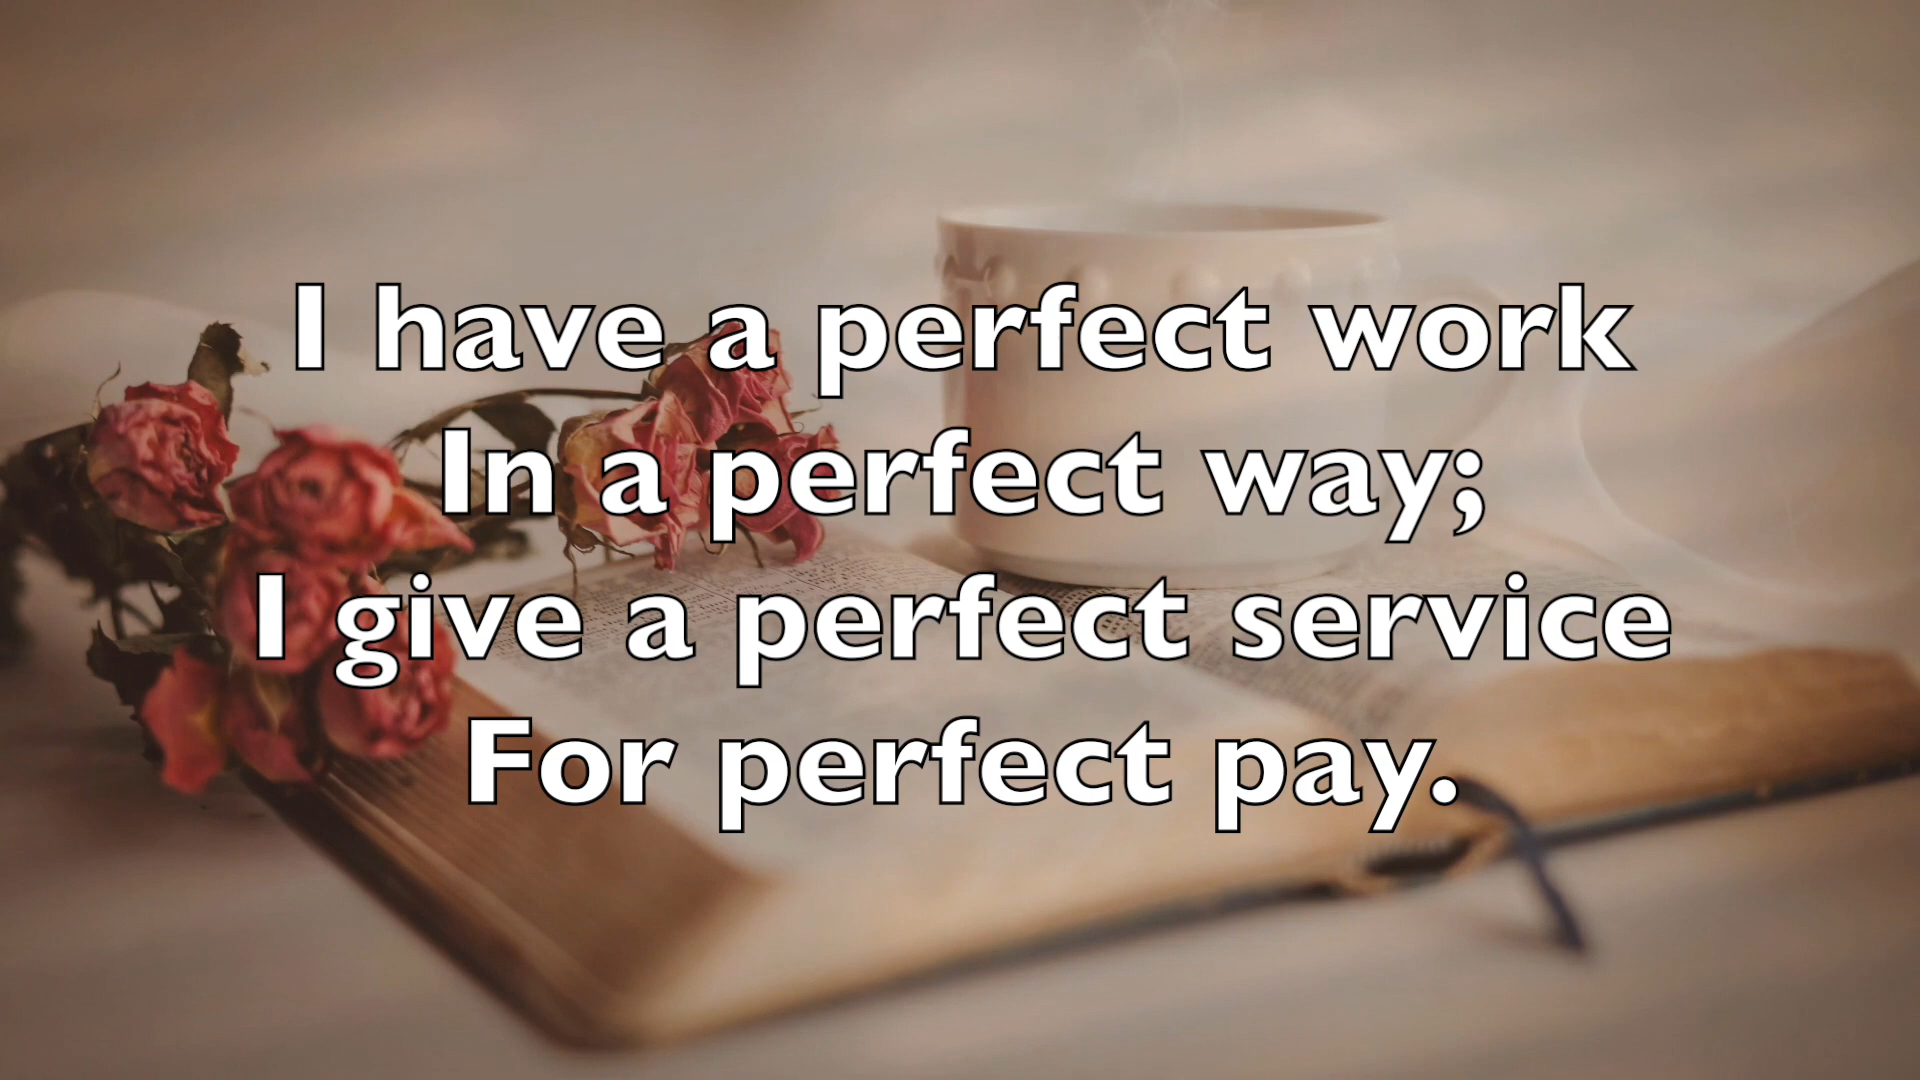 I have a perfect work
In a perfect way;
I give a perfect service
For perfect pay.